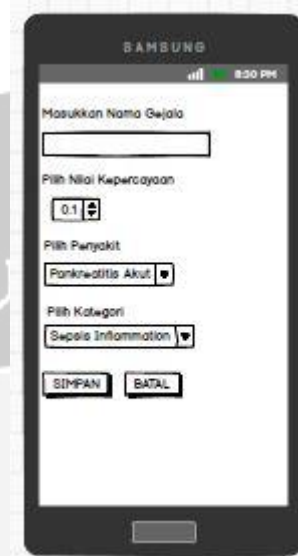 SAMSUNG
8:30 PM
Masukkan Nama Gejala
Pilih Nilai Kepercayaan
0.1
Pilih Penyakit
Pankreatitis Akut
Pilih Kategori
Sepsis Inflammation
SIMPAN BATAL